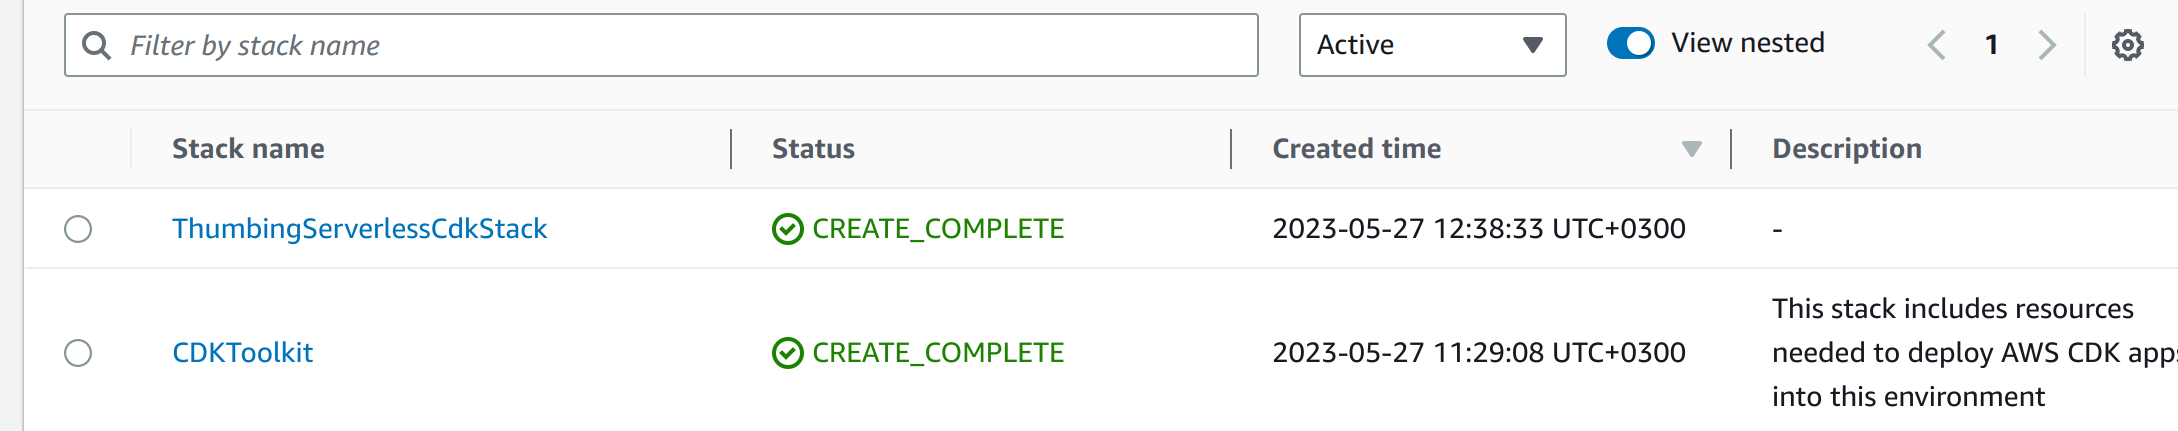 Filter by stack name Active View nested 1
Stack name Status Created time Description
ThumbingServerlessCdkStack CREATE_COMPLETE 2023-05-27 12:38:33 UTC+0300 -
This stack includes resources
CDKToolkit CREATE_COMPLETE 2023-05-27 11:29:08 UTC+0300 needed to deploy AWS CDK apps
into this environment